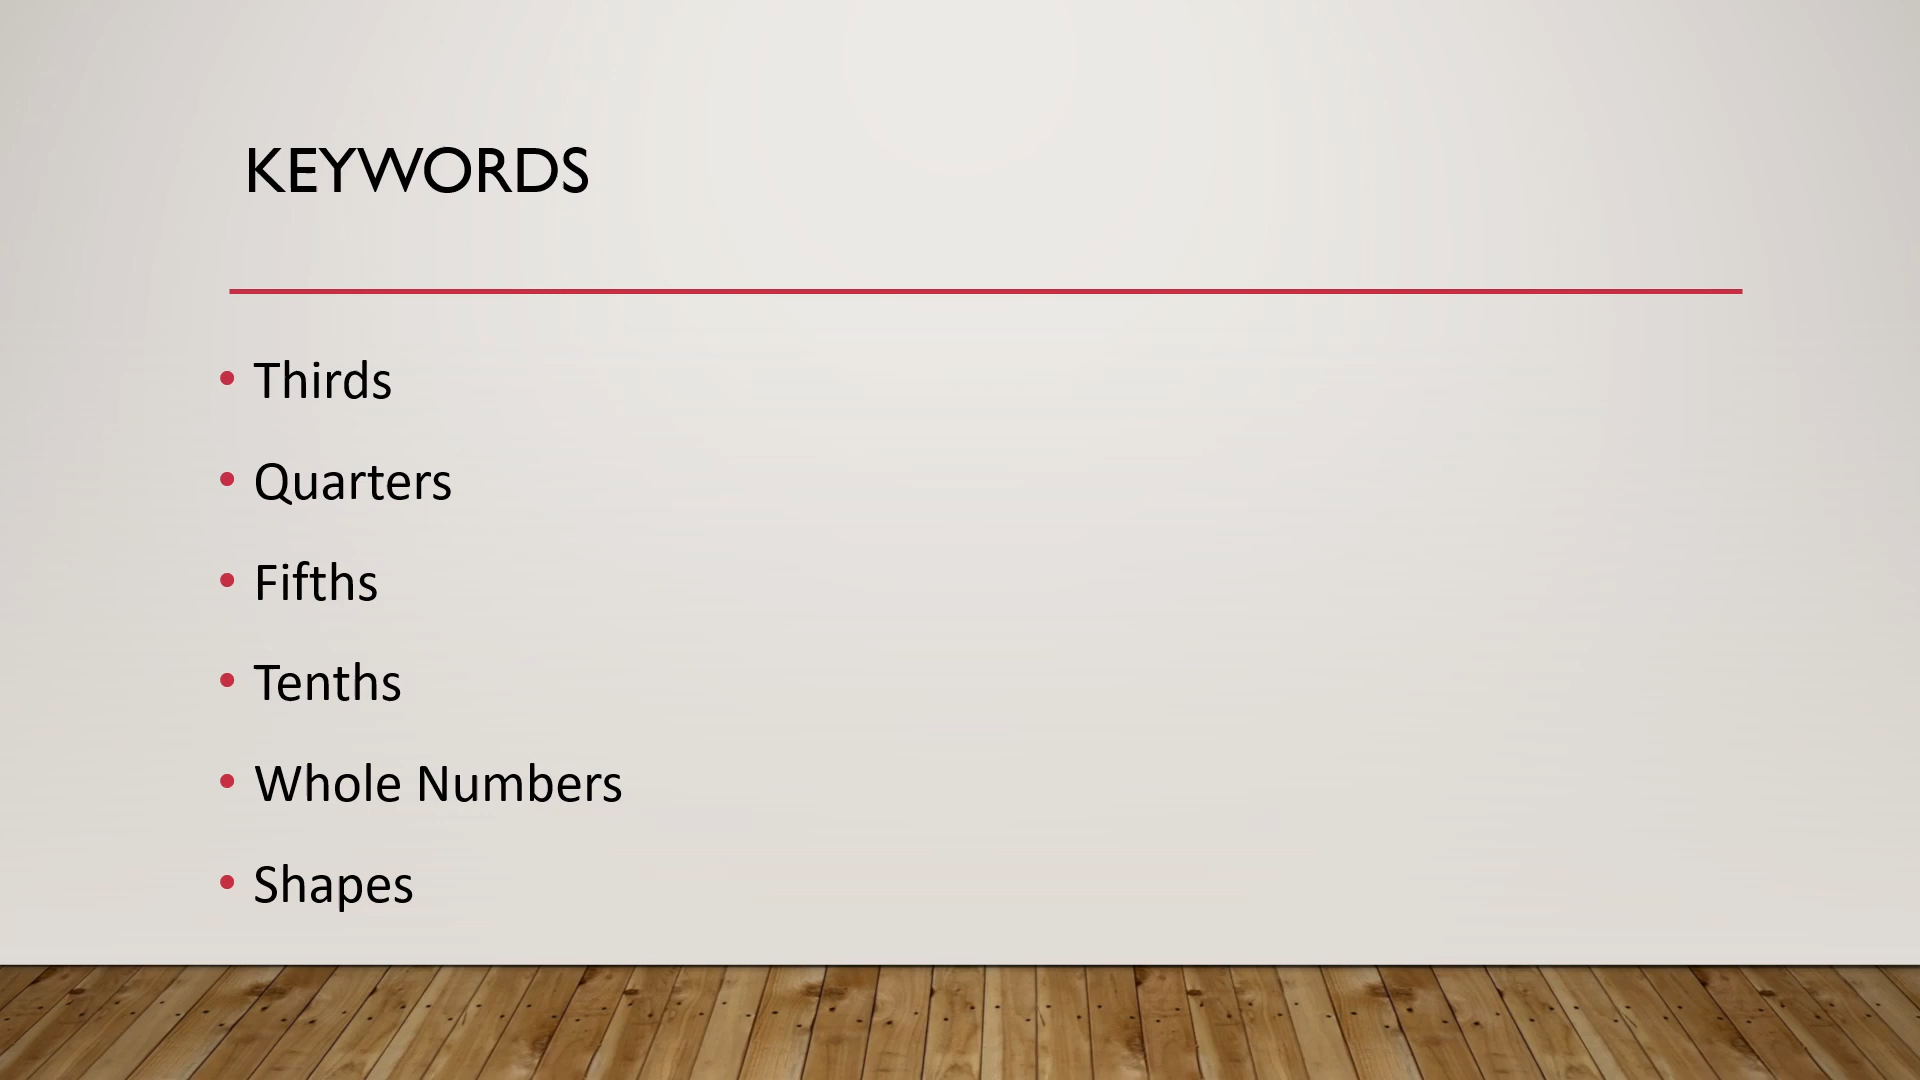 KEYWORDS
• Thirds
• Quarters
• Fifths
• Tenths
• Whole Numbers
• Shapes